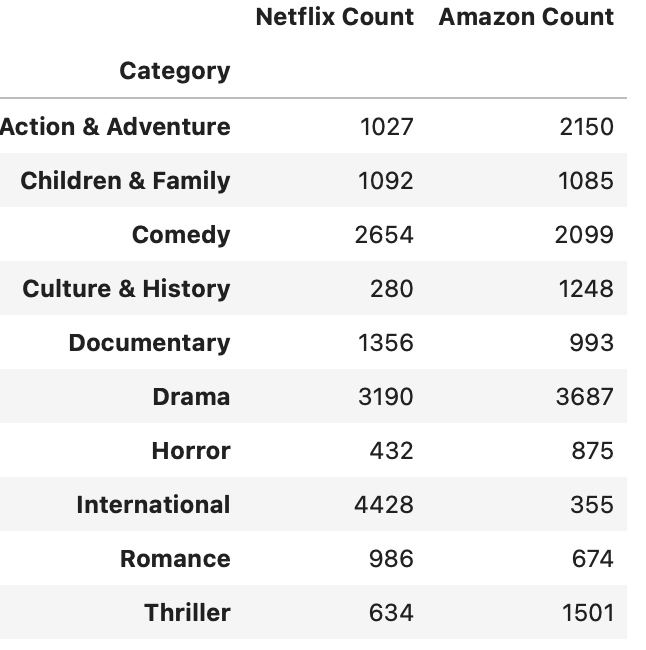 Netflix Count Amazon Count
Category
Action & Adventure 1027 2150
Children & Family 1092 1085
Comedy 2654 2099
Culture & History 280 1248
Documentary 1356 993
Drama 3190 3687
Horror 432 875
International 4428 355
Romance 986 674
Thriller 634 1501